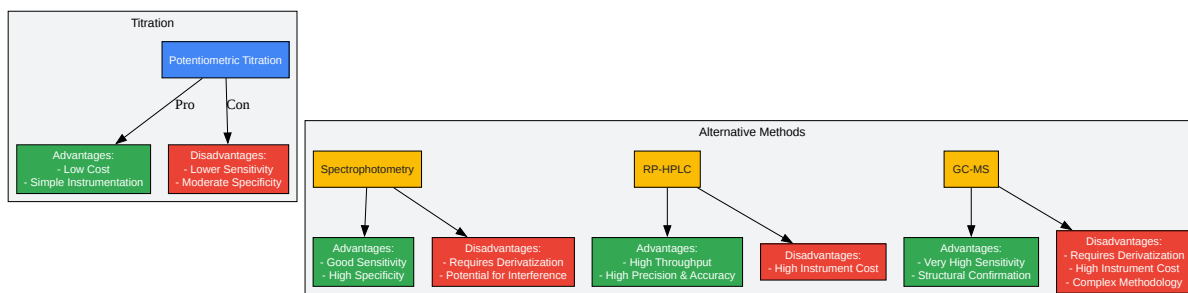 Titration
Potentiometric Titration
Pro
Con
Advantages:
- Low Cost
- Simple Instrumentation
Disadvantages:
- Lower Sensitivity
- Moderate Specificity
Alternative Methods
Spectrophotometry
RP-HPLC
GC-MS
Advantages:
- Good Sensitivity
- High Specificity
Disadvantages:
- Requires Derivatization
- Potential for Interference
Advantages:
- High Throughput
- High Precision & Accuracy
Disadvantages:
- High Instrument Cost
Advantages:
- Very High Sensitivity
- Structural Confirmation
Disadvantages:
- Requires Derivatization
- High Instrument Cost
- Complex Methodology